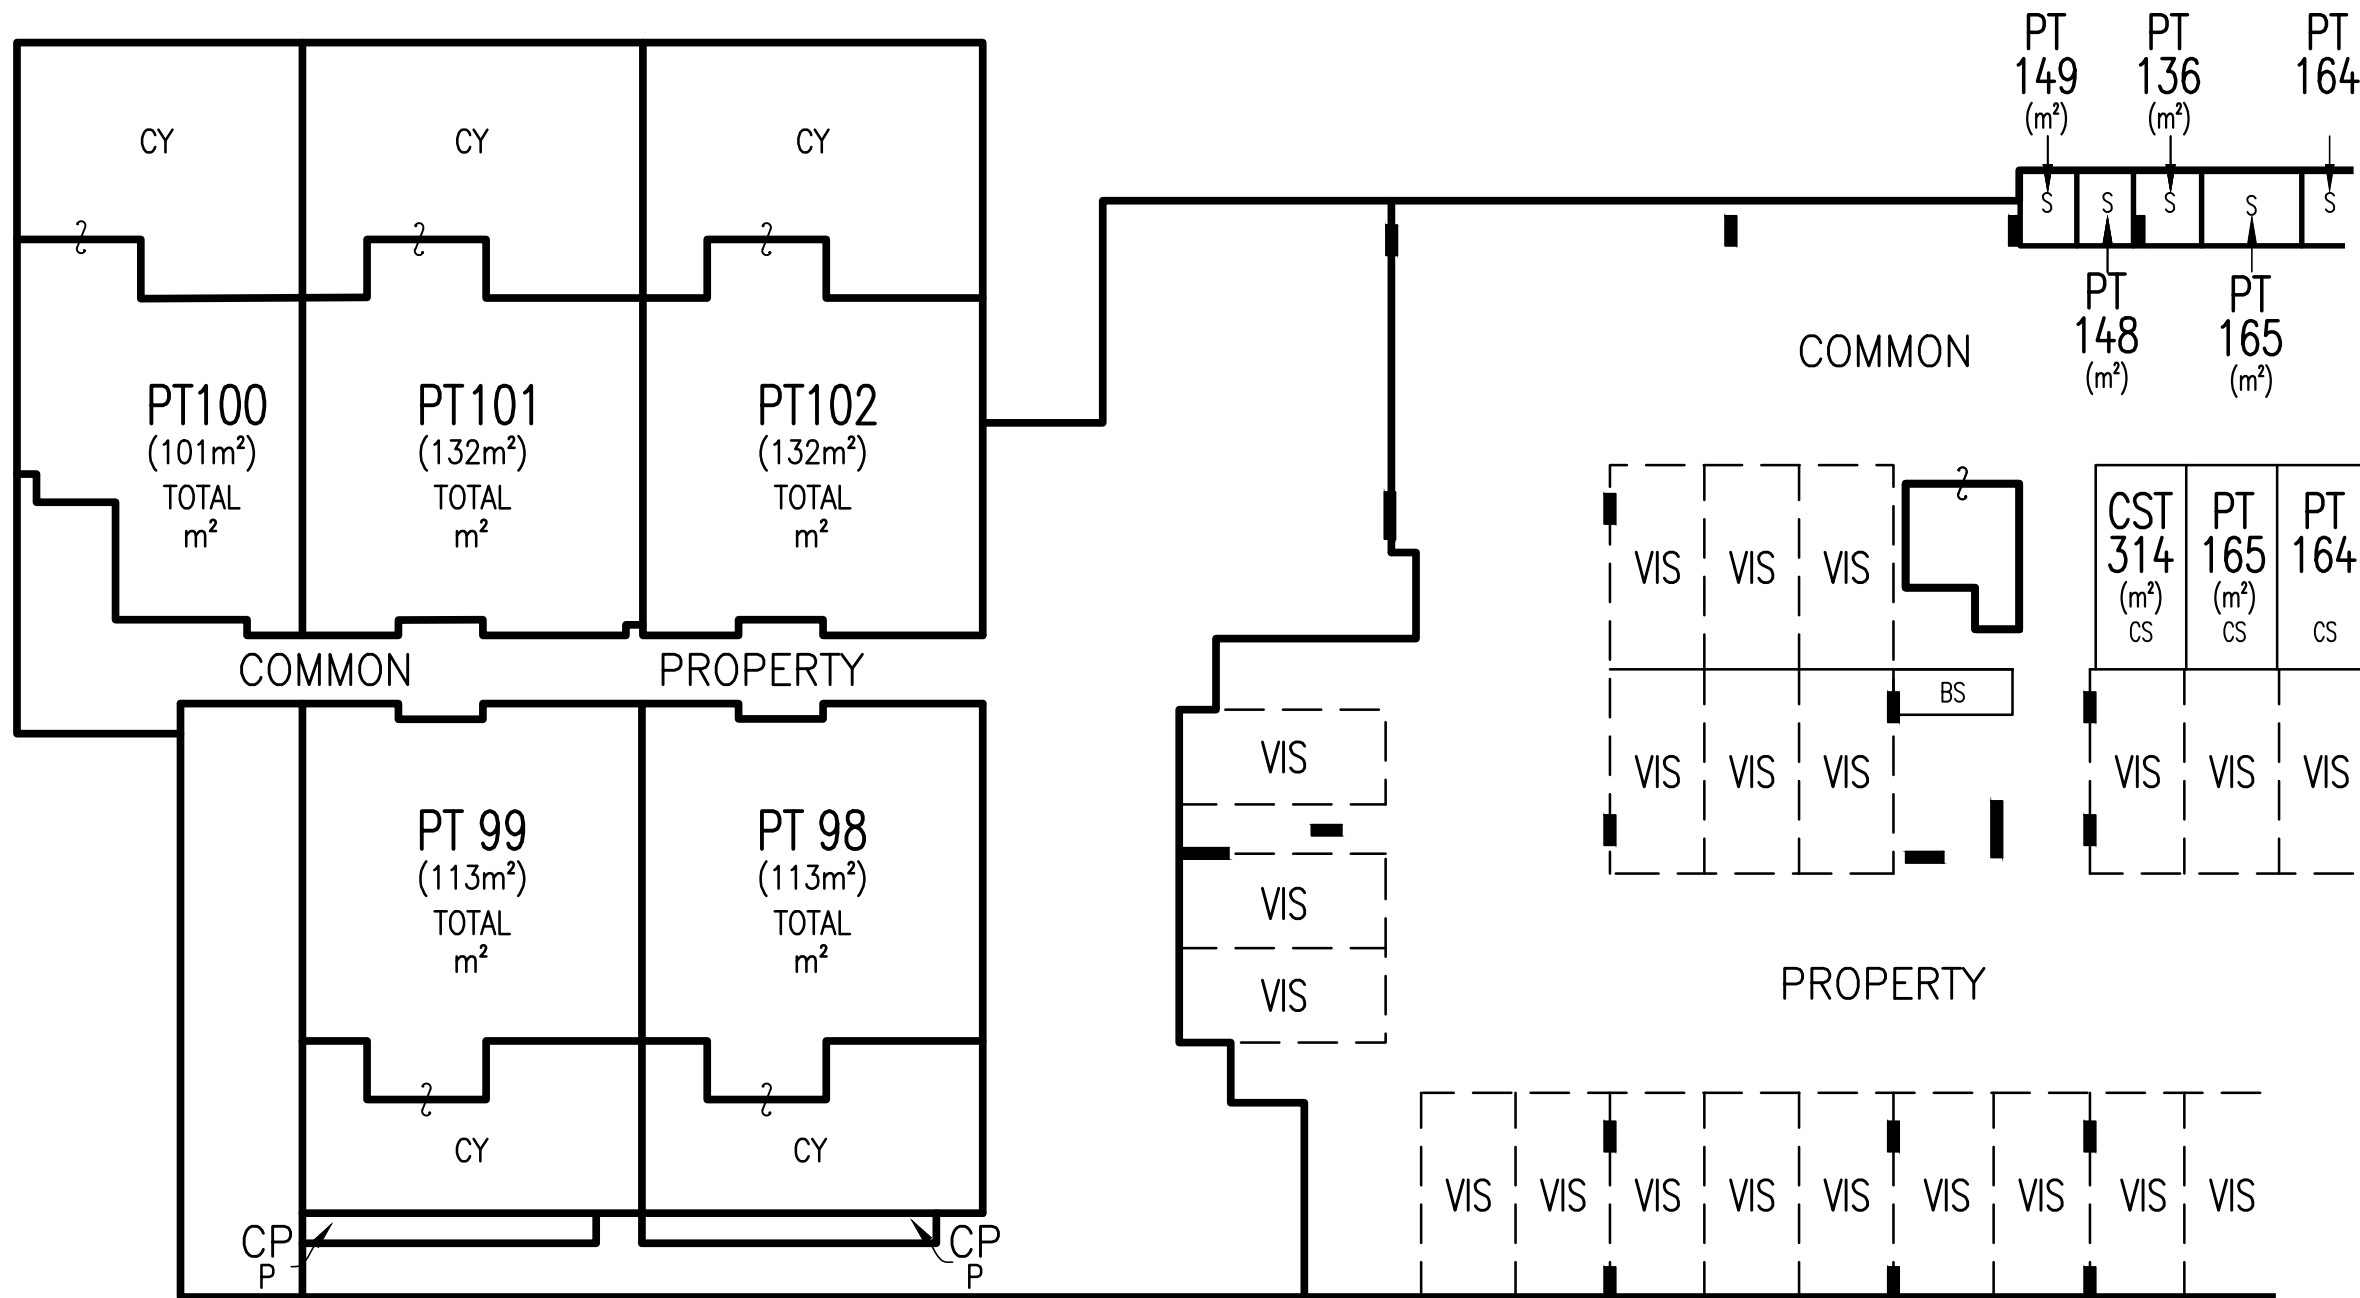 PT
149
(m²)
PT
136
(m²)
PT
164
CY
CY
CY
S
S
S
S
S
PT
148
(m²)
PT
165
(m²)
COMMON
PT100
(101m²)
TOTAL
m²
PT101
(132m²)
TOTAL
m²
PT102
(132m²)
TOTAL
m²
VIS
VIS
VIS
CST
314
(m²)
CS
PT
165
(m²)
CS
PT
164
CS
COMMON PROPERTY
BS
VIS
VIS
VIS
VIS
VIS
VIS
VIS
PT 99
(113m²)
TOTAL
m²
PT 98
(113m²)
TOTAL
m²
VIS
VIS
PROPERTY
CY
CY
VIS
VIS
VIS
VIS
VIS
VIS
VIS
VIS
VIS
CP
P
CP
P